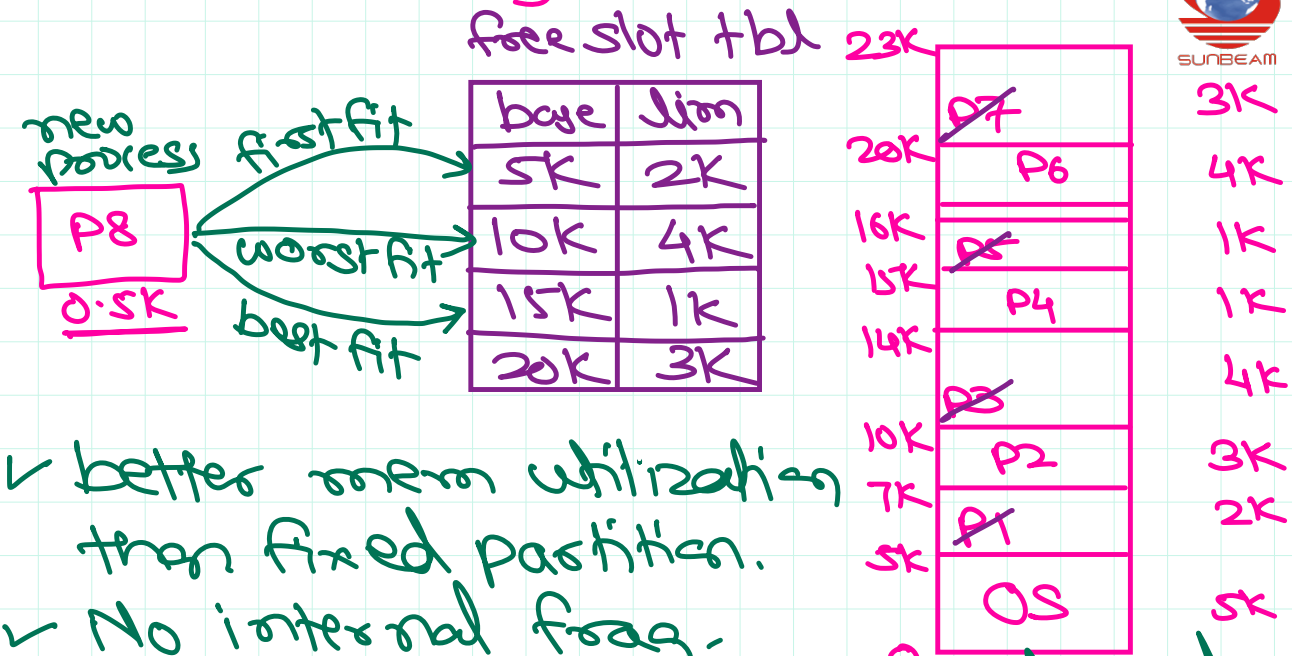 free slot tbl
SUNBEAM
new
process
P8
0.5K
first fit
worst fit
best fit
base lim
5K 2K
10K 4K
15K 1K
20K 3K
23K
P7 3K
20K
P6 4K
16K
P5 1K
15K
P4 1K
14K
P3 4K
10K
P2 3K
7K
P1 2K
5K
OS 5K
0
✓ better mem utilization
than fixed partition.
✓ No internal frag.